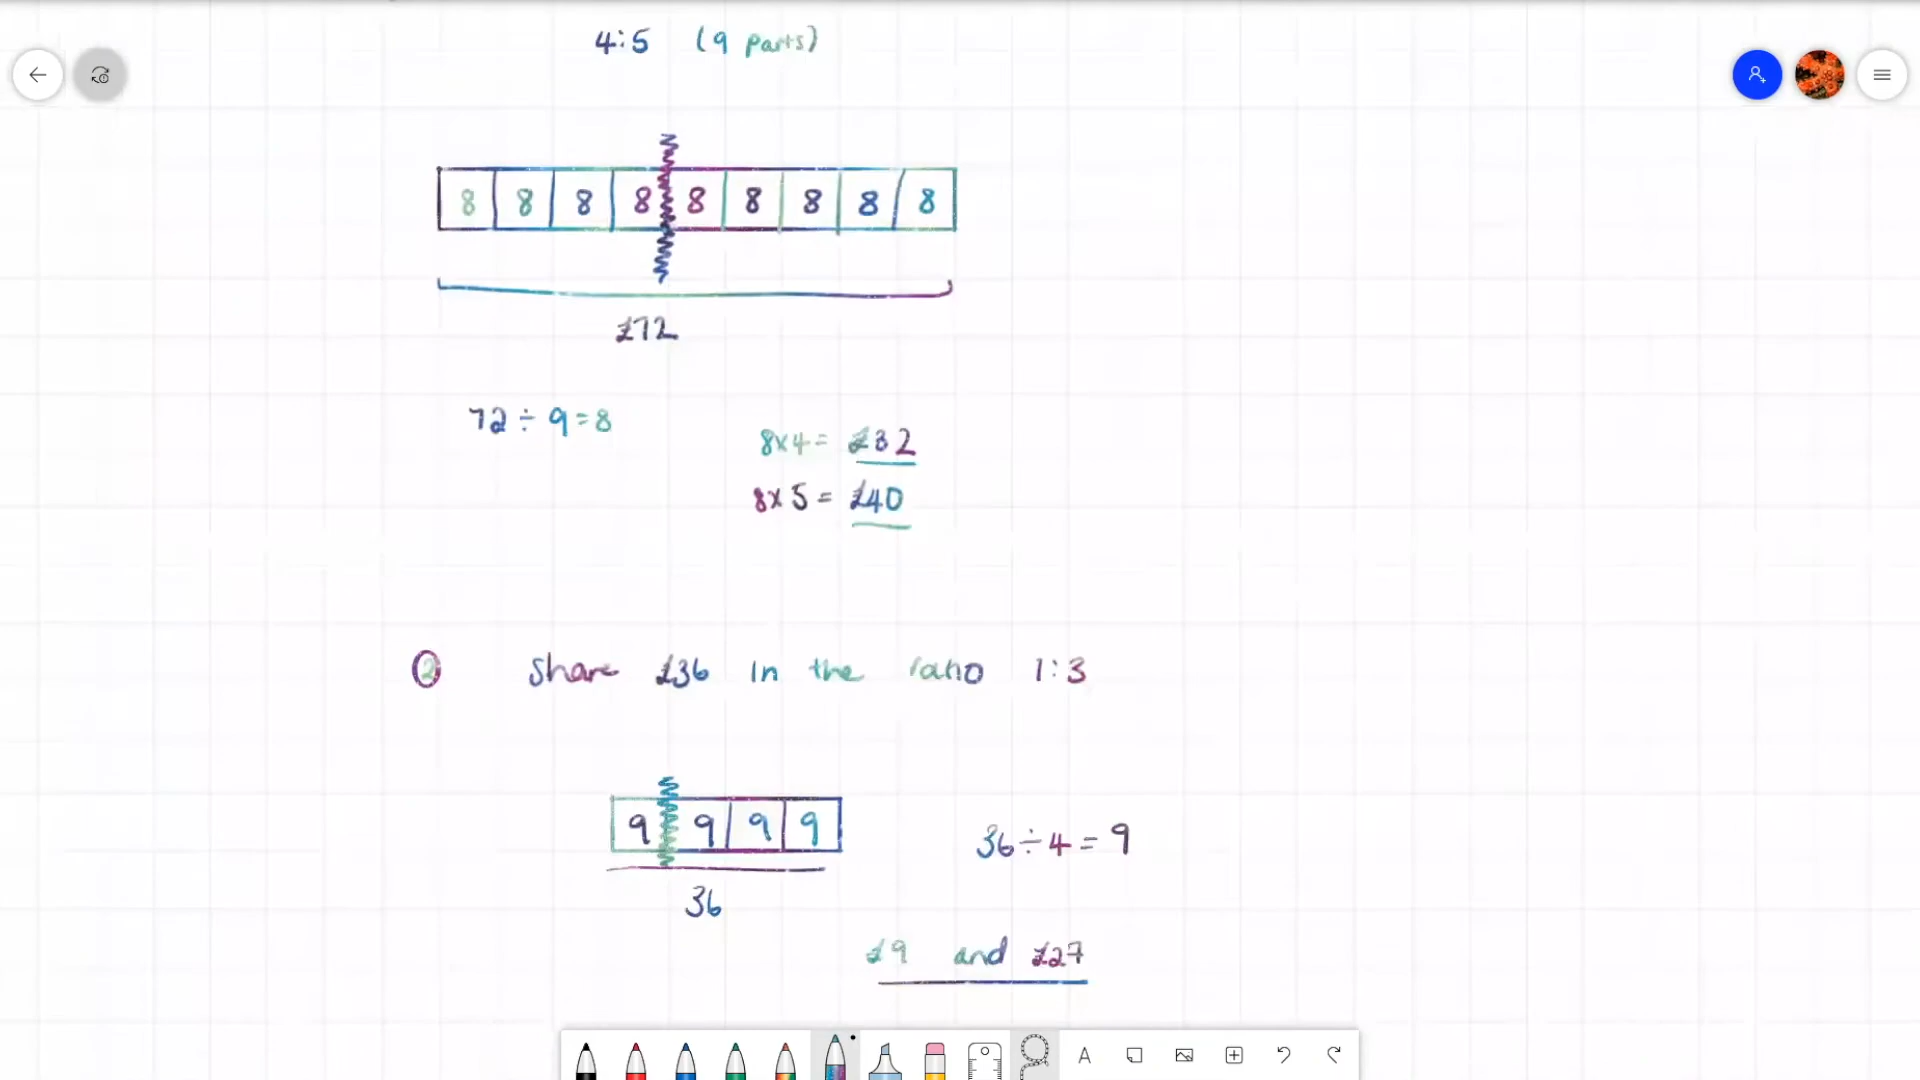 4:5 (9 parts)
8 8 8 8 8 8 8 8 8
£72
72 ÷ 9 = 8
8x4 = £32
8x5 = £40
2 Share £36 in the ratio 1:3
9 9 9 9
36 ÷ 4 = 9
36
£9 and £27
A